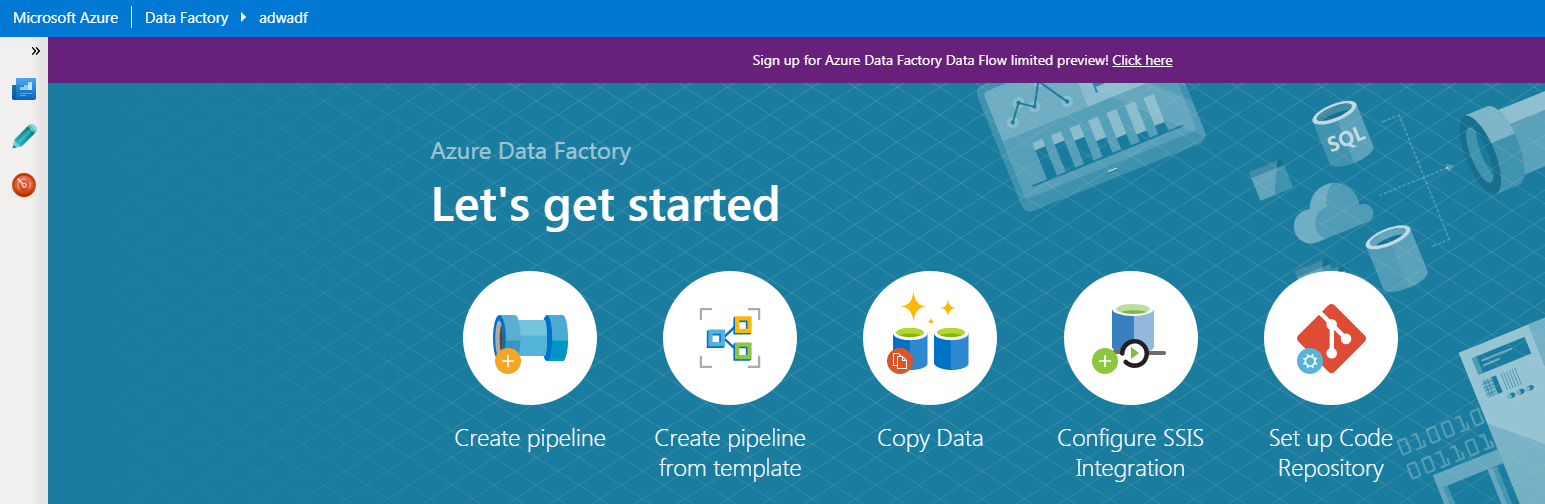 Microsoft Azure Data Factory adwadf
»
Sign up for Azure Data Factory Data Flow limited preview! Click here
Azure Data Factory
Let's get started
SQL
Create pipeline
Create pipeline
from template
Copy Data
Configure SSIS
Integration
Set up Code
Repository
010010
001101